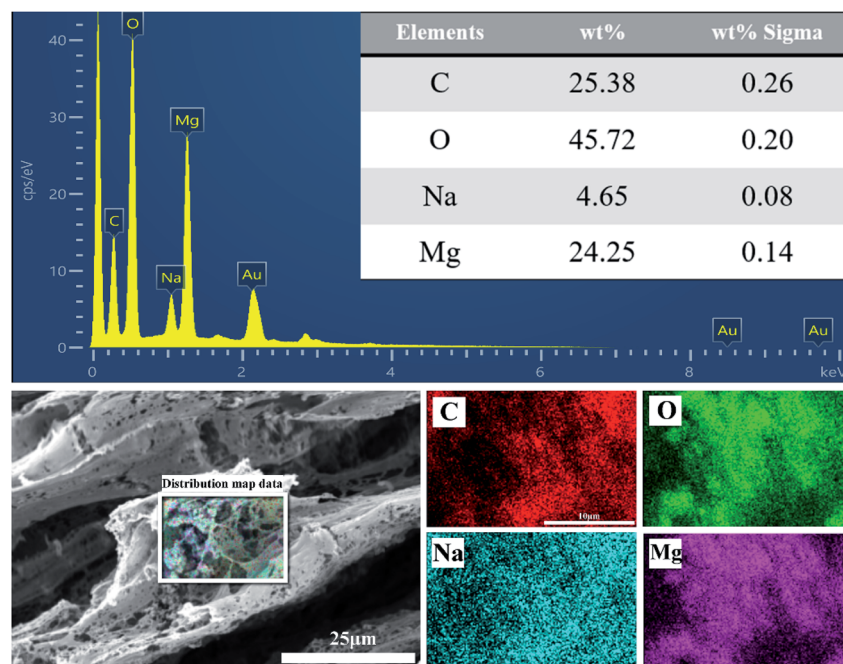 cps/eV
40
30
20
10
0
O
Mg
C
Na
Au
Au
Au
0
2
4
6
8
keV
Elements wt% wt% Sigma
C 25.38 0.26
O 45.72 0.20
Na 4.65 0.08
Mg 24.25 0.14
Distribution map data
25μm
C
10μm
O
Na
Mg